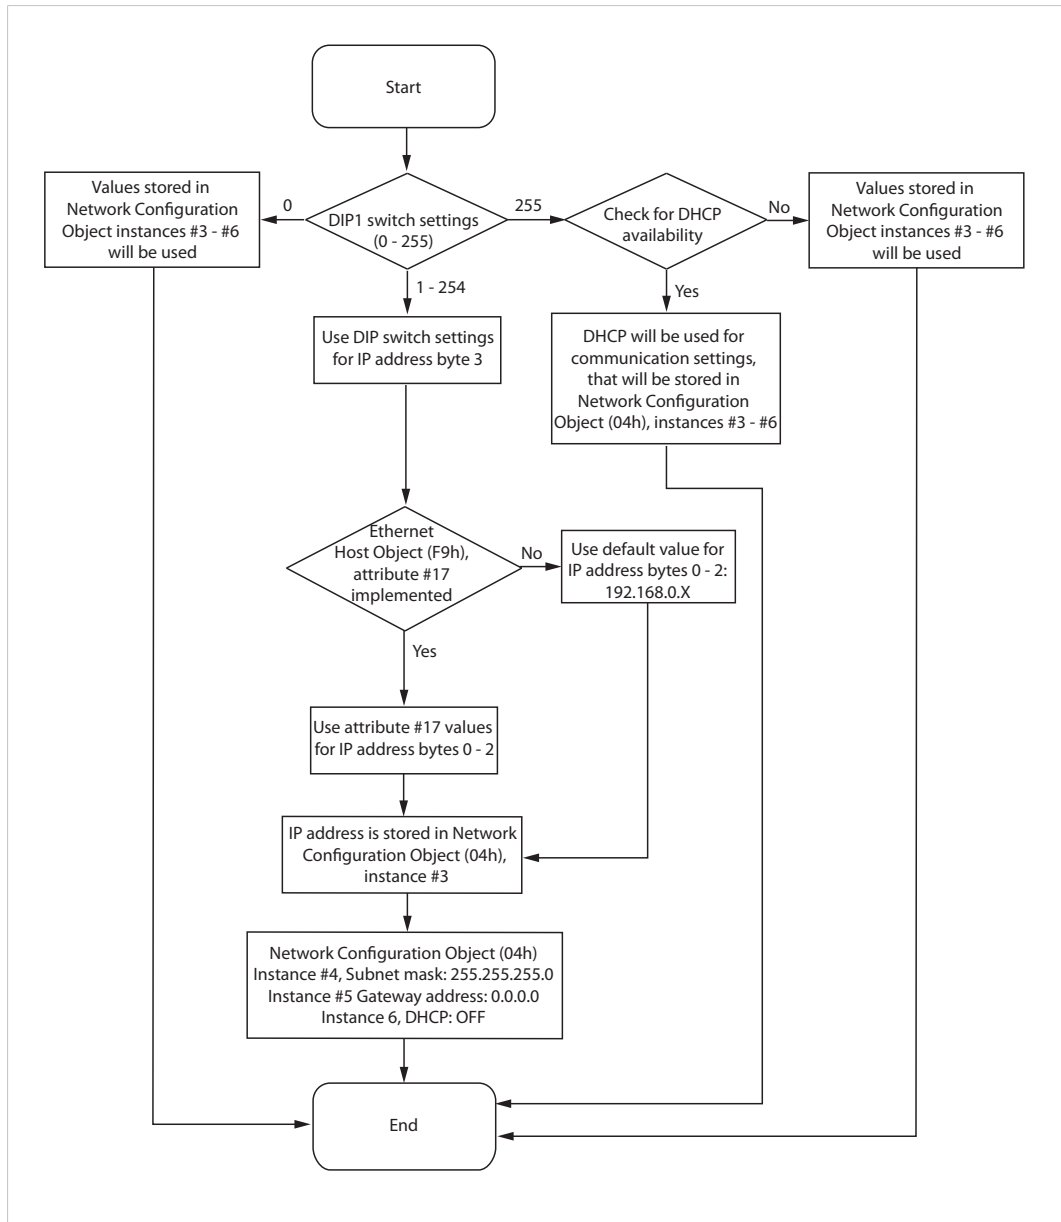 Start
Values stored in
Network Configuration
Object instances #3 - #6
will be used
0
DIP1 switch settings
(0 - 255)
255
Check for DHCP
availability
No
Values stored in
Network Configuration
Object instances #3 - #6
will be used
1 - 254
Yes
Use DIP switch settings
for IP address byte 3
DHCP will be used for
communication settings,
that will be stored in
Network Configuration
Object (04h), instances #3 - #6
Ethernet
Host Object (F9h),
attribute #17
implemented
No
Use default value for
IP address bytes 0 - 2:
192.168.0.X
Yes
Use attribute #17 values
for IP address bytes 0 - 2
IP address is stored in Network
Configuration Object (04h),
instance #3
Network Configuration Object (04h)
Instance #4, Subnet mask: 255.255.255.0
Instance #5 Gateway address: 0.0.0.0
Instance 6, DHCP: OFF
End